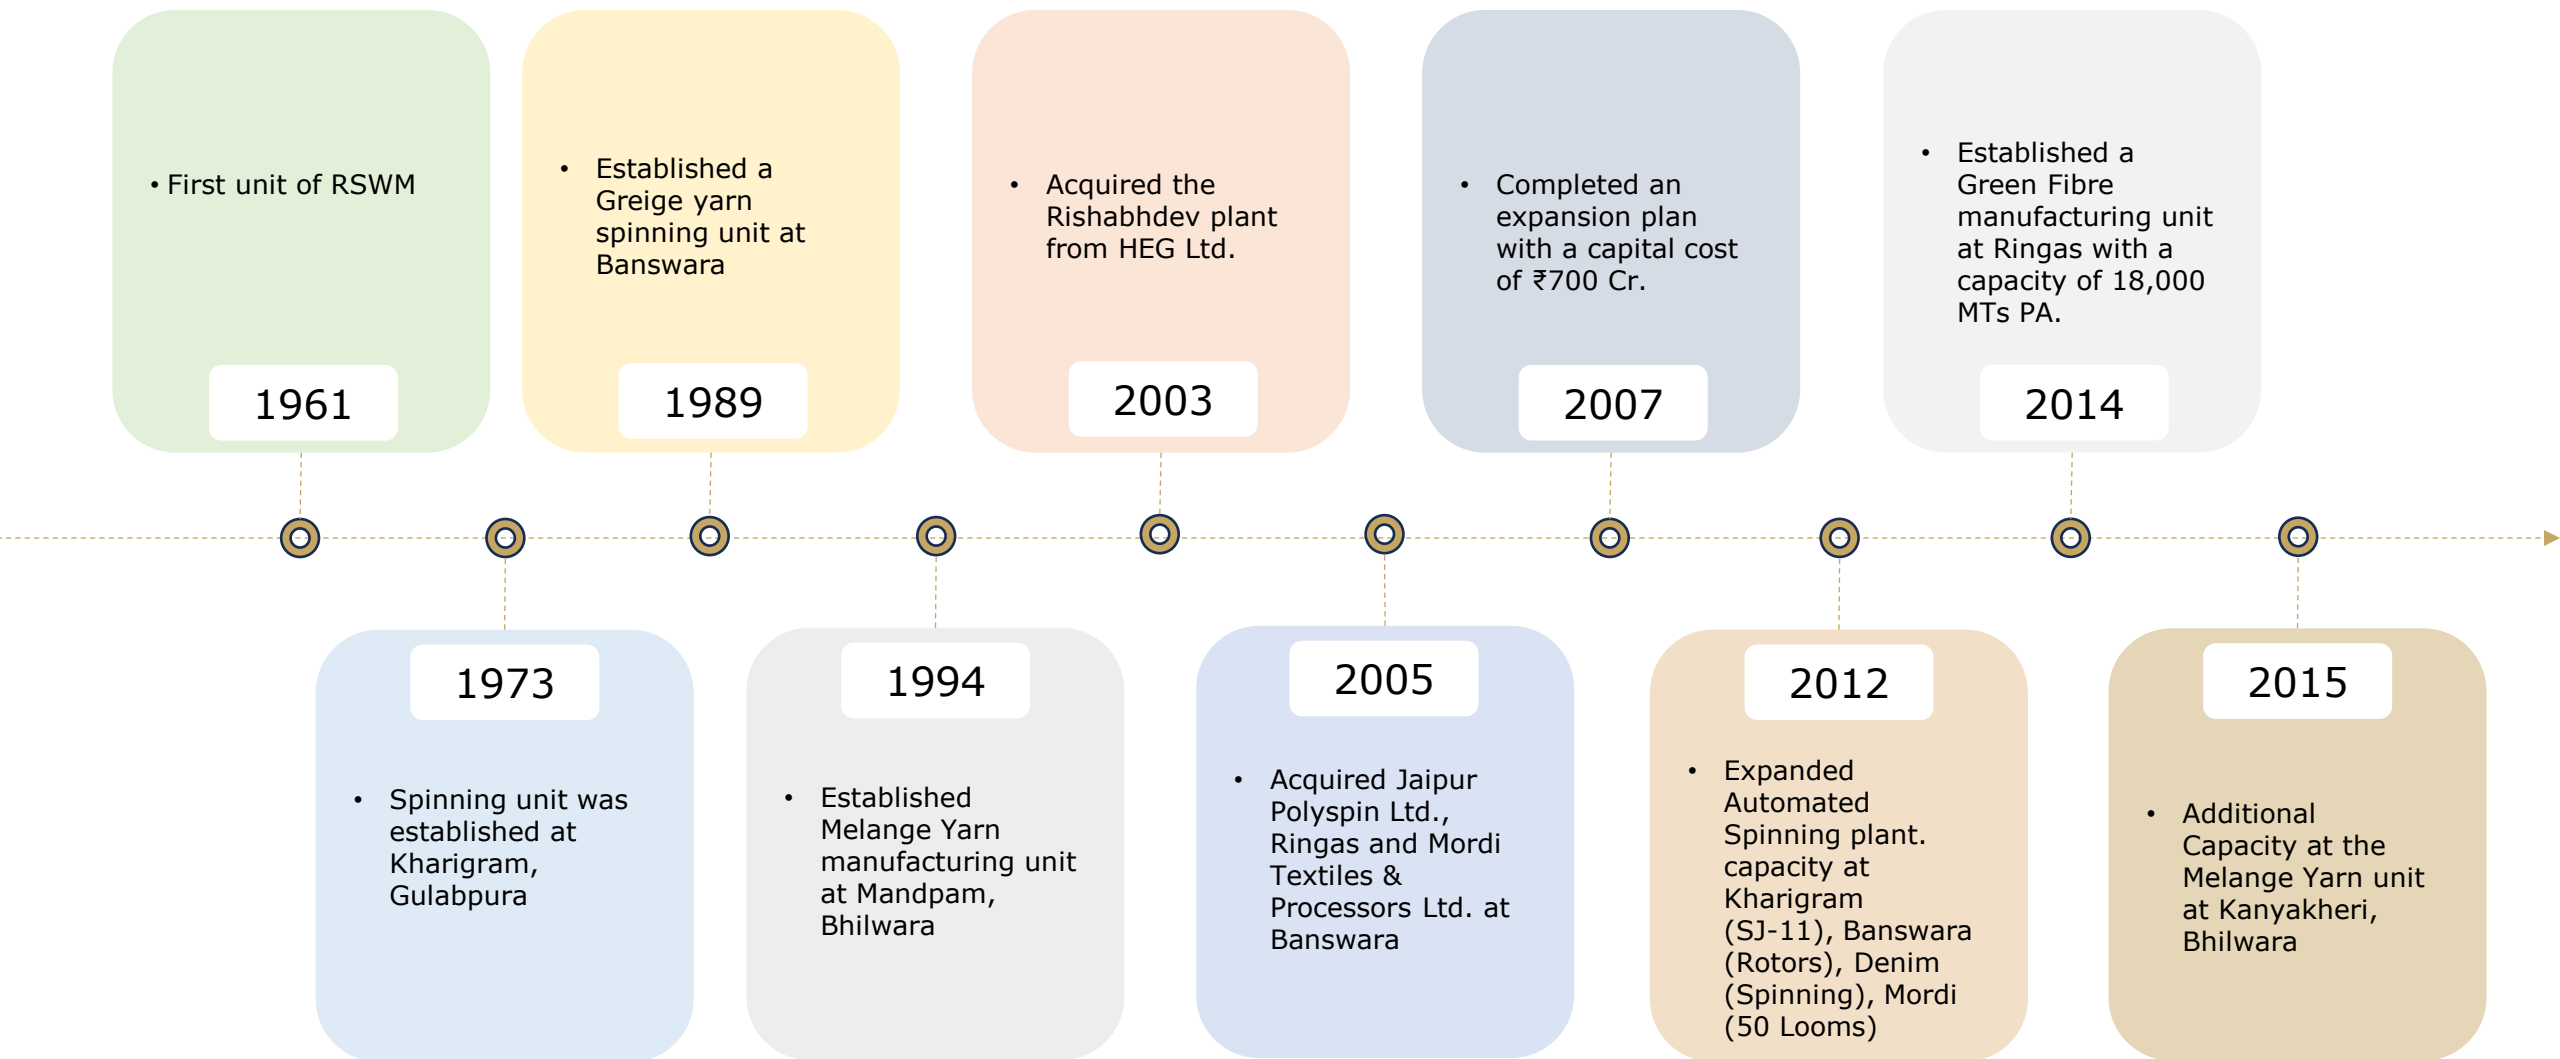 • First unit of RSWM
1961
• Established a
Greige yarn
spinning unit at
Banswara
1989
• Acquired the
Rishabhdev plant
from HEG Ltd.
2003
• Completed an
expansion plan
with a capital cost
of ₹700 Cr.
2007
• Established a
Green Fibre
manufacturing unit
at Ringas with a
capacity of 18,000
MTs PA.
2014
1973
• Spinning unit was
established at
Kharigram,
Gulabpura
1994
• Established
Melange Yarn
manufacturing unit
at Mandpam,
Bhilwara
2005
• Acquired Jaipur
Polyspin Ltd.,
Ringas and Mordi
Textiles &
Processors Ltd. at
Banswara
2012
• Expanded
Automated
Spinning plant.
capacity at
Kharigram
(SJ-11), Banswara
(Rotors), Denim
(Spinning), Mordi
(50 Looms)
2015
• Additional
Capacity at the
Melange Yarn unit
at Kanyakheri,
Bhilwara